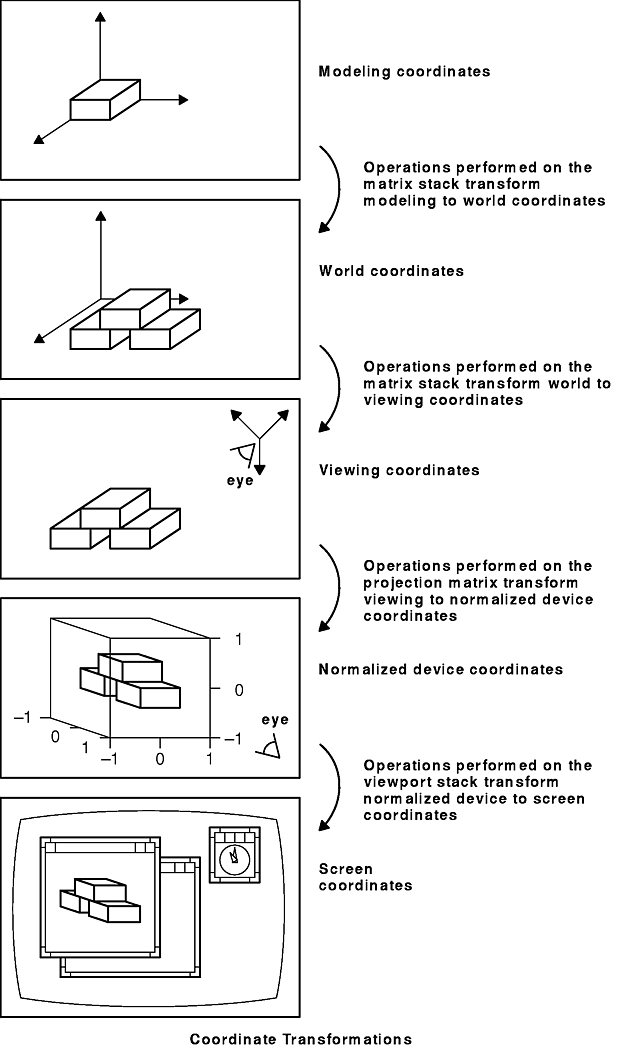 Modeling coordinates
Operations performed on the
matrix stack transform
modeling to world coordinates
World coordinates
Operations performed on the
matrix stack transform world to
viewing coordinates
eye
Viewing coordinates
Operations performed on the
projection matrix transform
viewing to normalized device
coordinates
1
Normalized device coordinates
0
–1
eye
0
1
–1
–1
0
1
Operations performed on the
viewport stack transform
normalized device to screen
coordinates
Screen
coordinates
Coordinate Transformations